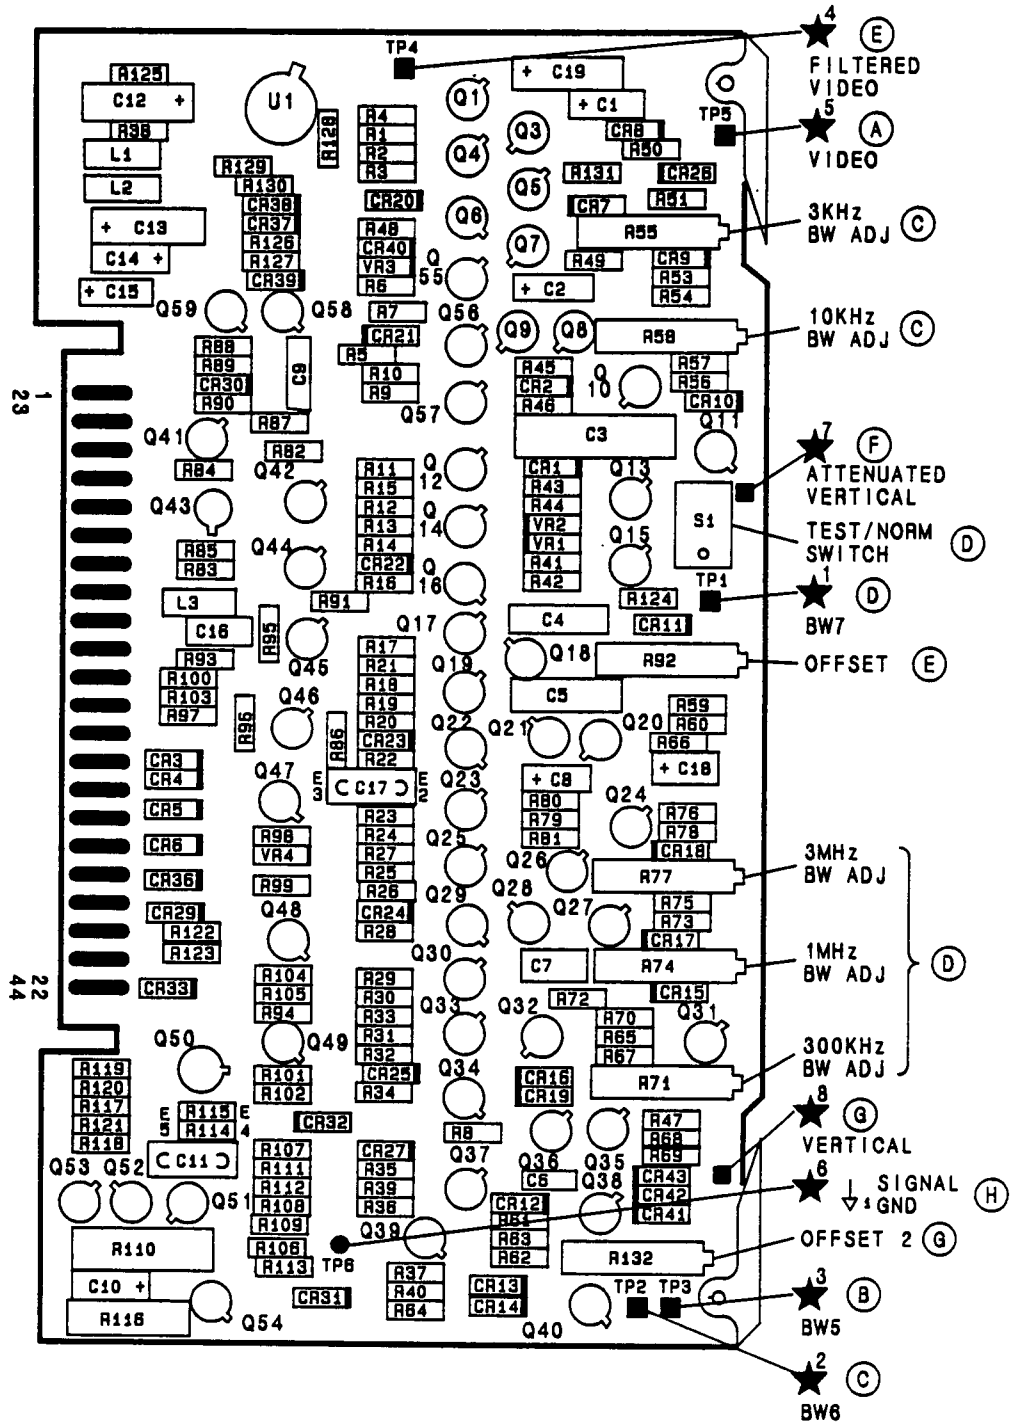 TP4
4
E
FILTERED
VIDEO
R125
C12 +
R38
L1
L2
+ C13
C14 +
+ C15
U1
R128
R129
R130
CR38
CR37
R126
R127
CR39
Q59
Q58
R4
R1
R2
R3
CR20
R48
CR40
VR3
R6
R7
CR21
R5
R10
R9
Q1
Q4
Q6
Q
55
Q56
Q57
+ C19
+ C1
Q3
CR8
R50
TP5
5
A
VIDEO
Q5
R131
CR26
CR7
R51
R55
3KHz
BW ADJ
C
Q7
R49
CR9
R53
R54
+ C2
Q9
Q8
R58
10KHz
BW ADJ
C
R45
CR2
R46
Q
10
R57
R56
CR10
Q11
C3
1
23
R88
R89
CR30
R90
C9
R87
Q41
R84
R82
Q42
Q43
R85
R83
Q44
L3
C16
R95
R91
Q45
R93
R100
R103
R97
R96
Q46
R86
R11
R15
R12
R13
R14
CR22
R16
Q
12
Q
14
Q
16
Q17
R17
R21
R18
R19
R20
CR23
R22
Q19
Q22
CR1
R43
R44
VR2
VR1
R41
R42
Q13
Q15
S1
7
F
ATTENUATED
VERTICAL
TEST/NORM
SWITCH
D
TP1
1
D
BW7
R124
CR11
C4
Q18
R92
OFFSET
E
C5
Q21
Q20
R59
R60
R66
+ C18
CR3
CR4
CR5
CR6
CR36
CR29
R122
R123
CR33
22
44
Q47
E
3
C17
E
2
R98
VR4
R99
Q48
R104
R105
R94
Q49
R101
R102
R23
R24
R27
R25
R26
CR24
R28
Q23
Q25
Q29
+ C8
R80
R79
R81
Q24
R76
R78
CR18
Q26
R77
3MHz
BW ADJ
Q28
Q27
R75
R73
CR17
C7
R74
1MHz
BW ADJ
D
R72
CR15
Q31
R29
R30
R33
R31
R32
CR25
R34
Q30
Q33
Q34
Q32
R70
R65
R67
R71
300KHz
BW ADJ
CR16
CR19
Q50
R119
R120
R117
R121
R118
E
5
R115
R114
E
4
C11
CR32
R8
Q36
Q35
R47
R68
R69
8
G
VERTICAL
Q53
Q52
Q51
R107
R111
R112
R108
R109
R106
R113
CR27
R35
R39
R36
Q37
C6
Q38
CR43
CR42
CR41
6
SIGNAL
1 GND
H
CR12
R61
R63
R62
Q39
TP6
R110
C10 +
R116
Q54
CR31
R37
R40
R64
CR13
CR14
Q40
R132
OFFSET 2
G
TP2
TP3
3
B
BW5
2
C
BW6